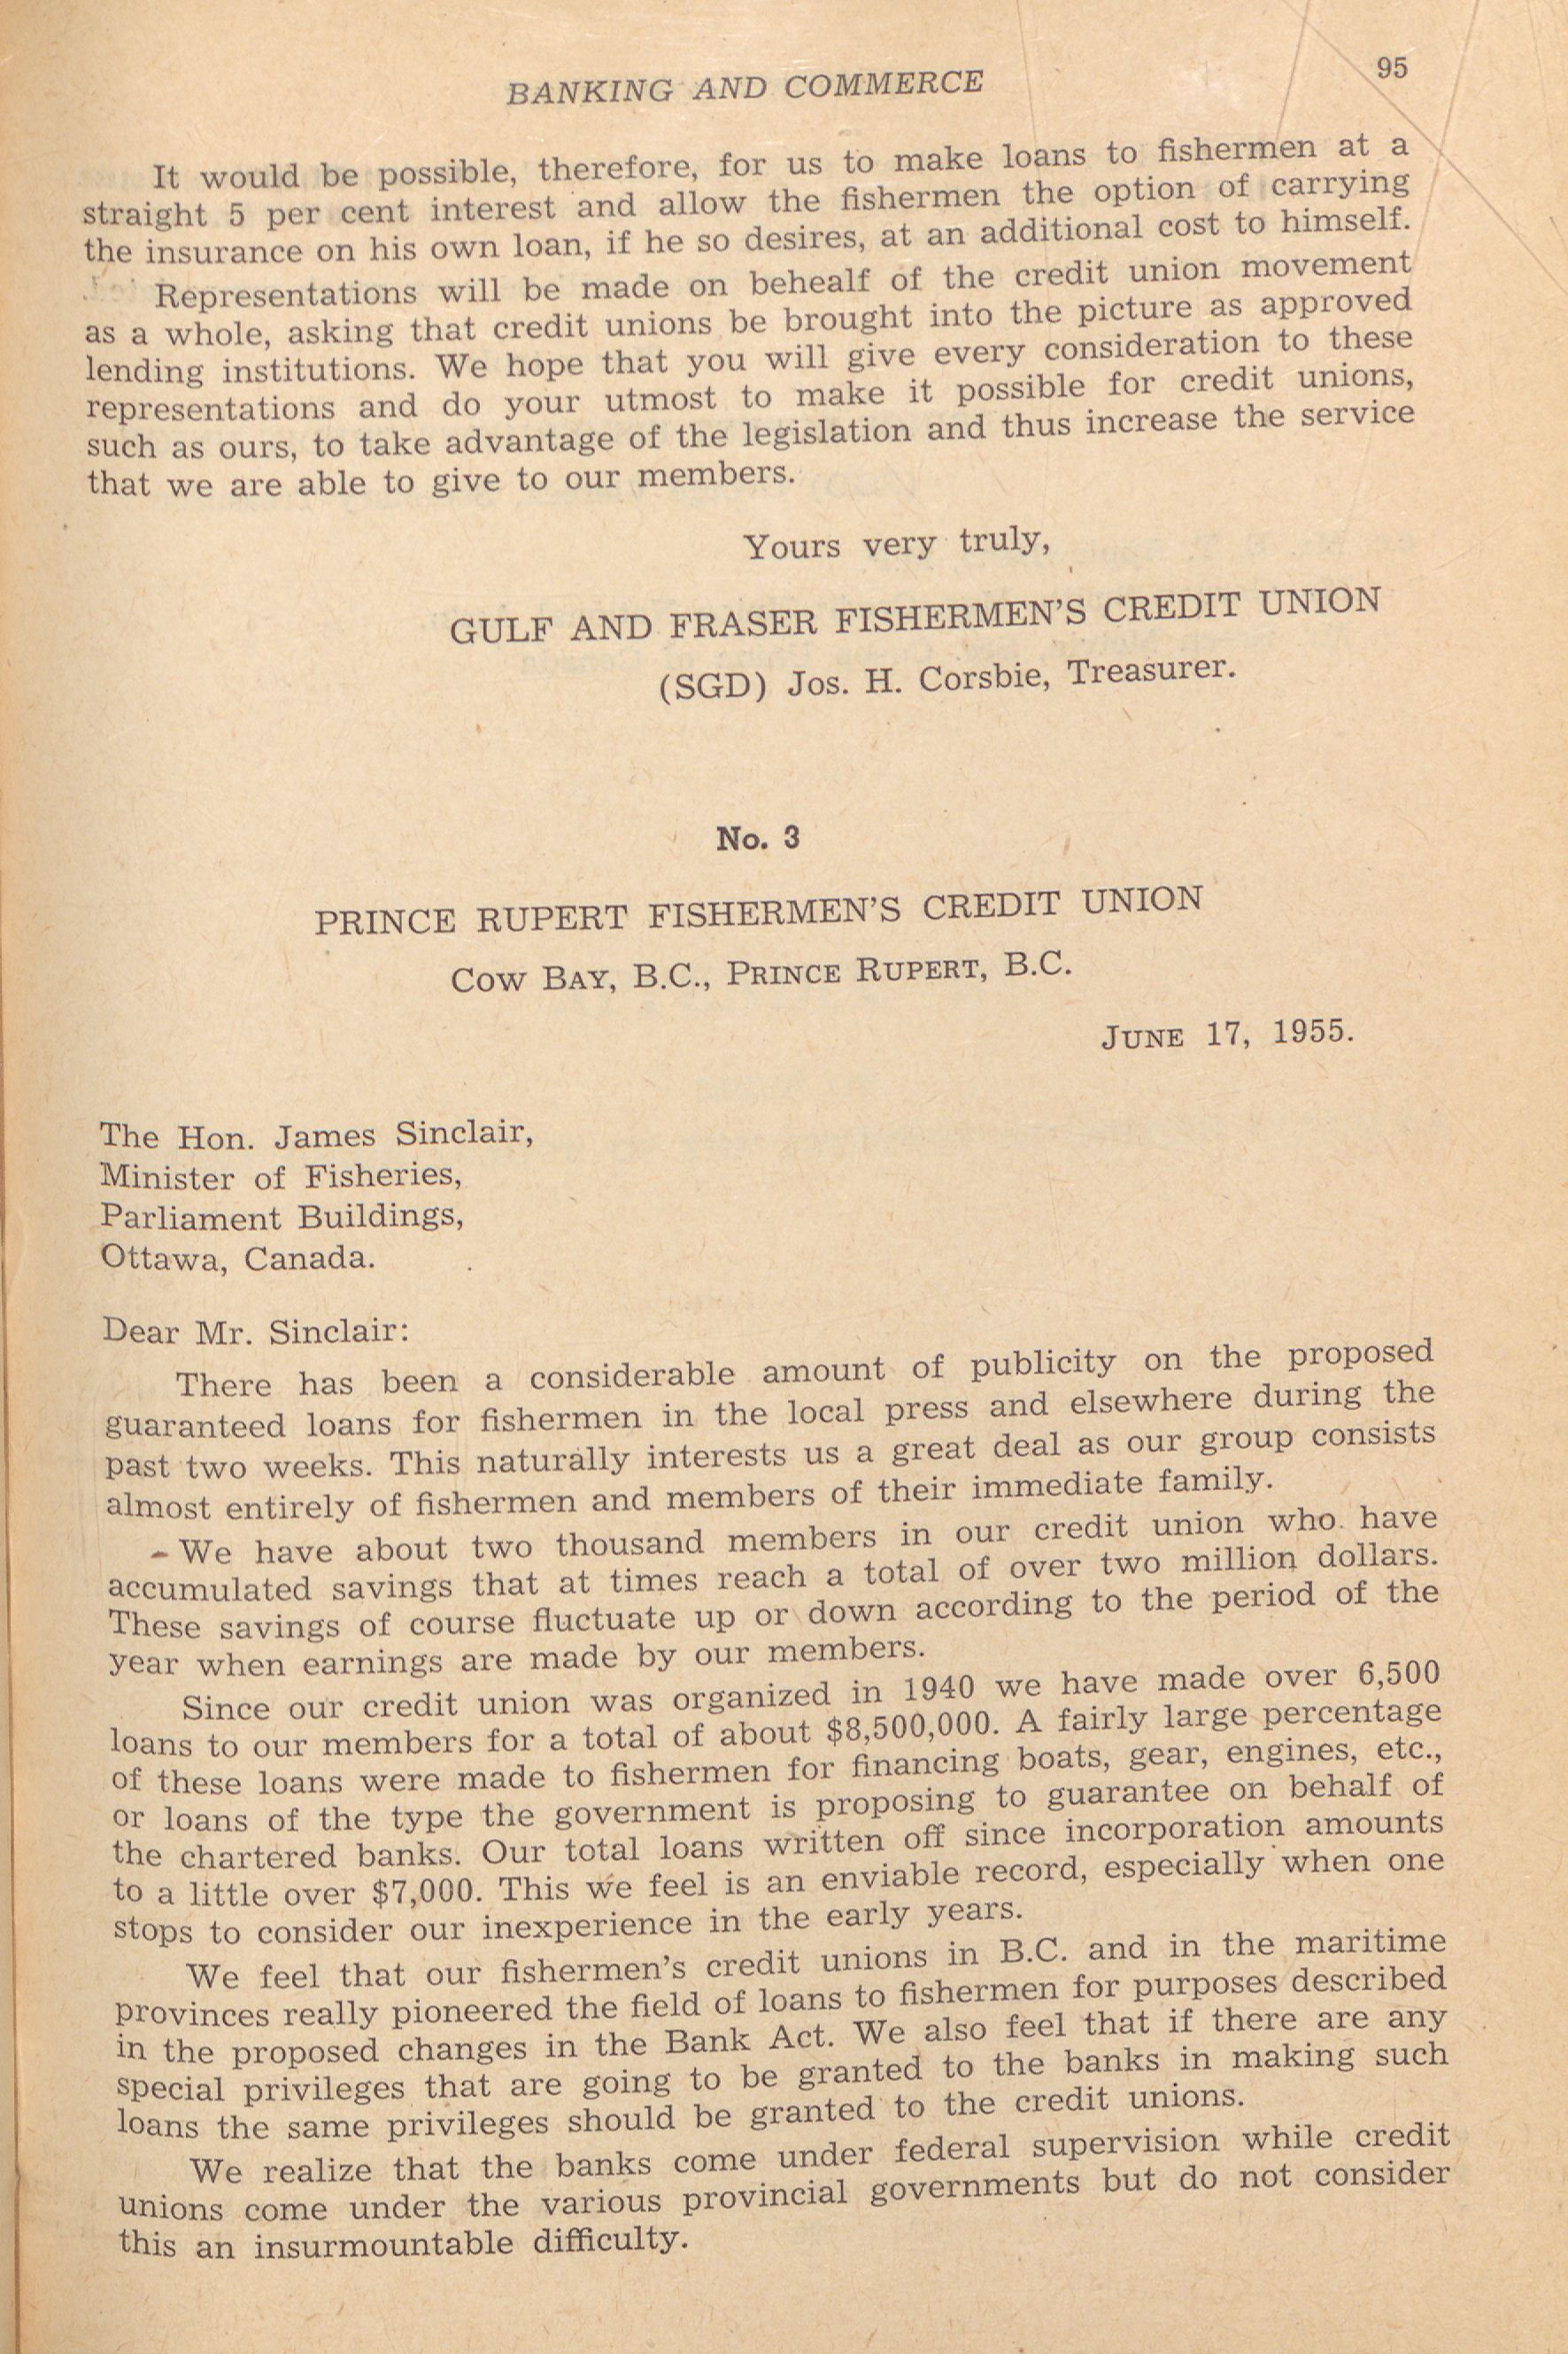 BANKING AND COMMERCE 95
It would be possible, therefore, for us to make loans to fishermen at a
straight 5 per cent interest and allow the fishermen the option of carrying
the insurance on his own loan, if he so desires, at an additional cost to himself.
Representations will be made on behealf of the credit union movement
as a whole, asking that credit unions be brought into the picture as approved
lending institutions. We hope that you will give every consideration to these
representations and do your utmost to make it possible for credit unions,
such as ours, to take advantage of the legislation and thus increase the service
that we are able to give to our members.
Yours very truly,
GULF AND FRASER FISHERMEN'S CREDIT UNION
(SGD) Jos. H. Corsbie, Treasurer.
No. 3
PRINCE RUPERT FISHERMEN'S CREDIT UNION
COW BAY, B.C., PRINCE RUPERT, B.C.
JUNE 17, 1955.
The Hon. James Sinclair,
Minister of Fisheries,
Parliament Buildings,
Ottawa, Canada.
Dear Mr. Sinclair:
There has been a considerable amount of publicity on the proposed
guaranteed loans for fishermen in the local press and elsewhere during the
past two weeks. This naturally interests us a great deal as our group consists
almost entirely of fishermen and members of their immediate family.
We have about two thousand members in our credit union who have
accumulated savings that at times reach a total of over two million dollars.
These savings of course fluctuate up or down according to the period of the
year when earnings are made by our members.
Since our credit union was organized in 1940 we have made over 6,500
loans to our members for a total of about $8,500,000. A fairly large percentage
of these loans were made to fishermen for financing boats, gear, engines, etc.,
or loans of the type the government is proposing to guarantee on behalf of
the chartered banks. Our total loans written off since incorporation amounts
to a little over $7,000. This we feel is an enviable record, especially when one
stops to consider our inexperience in the early years.
We feel that our fishermen's credit unions in B.C. and in the maritime
provinces really pioneered the field of loans to fishermen for purposes described
in the proposed changes in the Bank Act. We also feel that if there are any
special privileges that are going to be granted to the banks in making such
loans the same privileges should be granted to the credit unions.
We realize that the banks come under federal supervision while credit
unions come under the various provincial governments but do not consider
this an insurmountable difficulty.